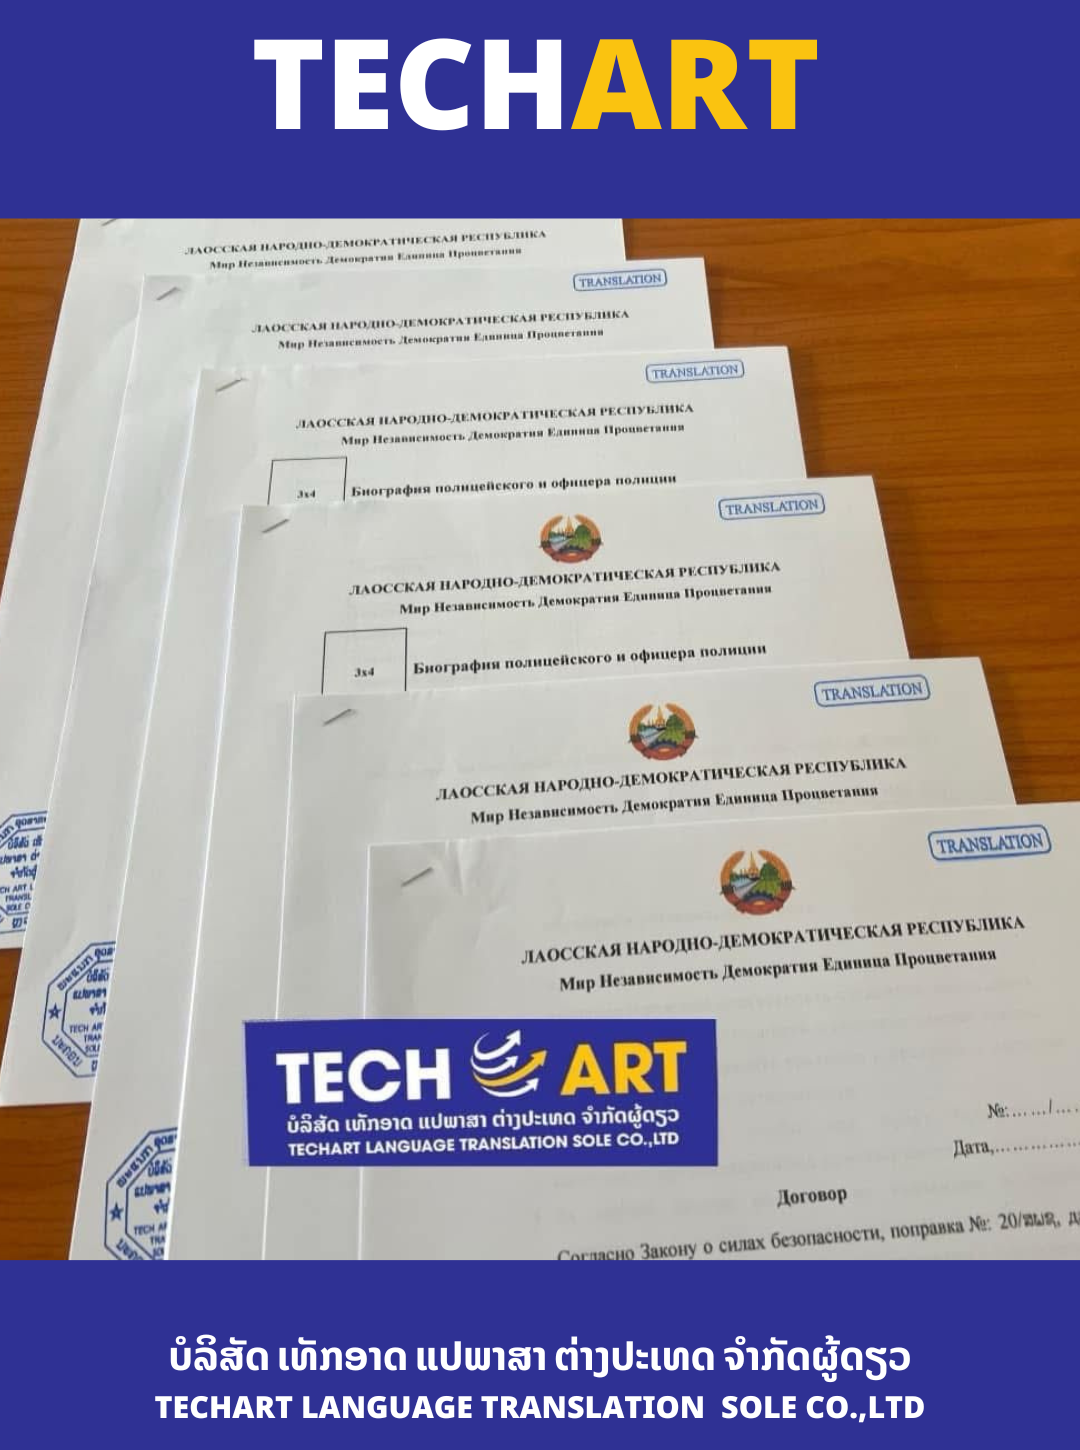 TECHART
ЛАОССКАЯ НАРОДНО-ДЕМОКРАТИЧЕСКАЯ РЕСПУБЛИКА
Мир Независимость Демократия Единица Процветания
TRANSLATION
ЛАОССКАЯ НАРОДНО-ДЕМОКРАТИЧЕСКАЯ РЕСПУБЛИКА
Мир Независимость Демократия Единица Процветания
TRANSLATION
ЛАОССКАЯ НАРОДНО-ДЕМОКРАТИЧЕСКАЯ РЕСПУБЛИКА
Мир Независимость Демократия Единица Процветания
3x4
Биография полицейского и офицера полиции
TRANSLATION
ЛАОССКАЯ НАРОДНО-ДЕМОКРАТИЧЕСКАЯ РЕСПУБЛИКА
Мир Независимость Демократия Единица Процветания
3x4
Биография полицейского и офицера полиции
TRANSLATION
ЛАОССКАЯ НАРОДНО-ДЕМОКРАТИЧЕСКАЯ РЕСПУБЛИКА
Мир Независимость Демократия Единица Процветания
TRANSLATION
ЛАОССКАЯ НАРОДНО-ДЕМОКРАТИЧЕСКАЯ РЕСПУБЛИКА
Мир Независимость Демократия Единица Процветания
№:....../....
Дата,...............
Договор
Согласно Закону о силах безопасности, поправка №: 20/
TECH ART
ບໍລິສັດ ເທັກອາດ ແປພາສາ ຕ່າງປະເທດ ຈໍາກັດຜູ້ດຽວ
TECHART LANGUAGE TRANSLATION SOLE CO.,LTD
ບໍລິສັດ ເທັກອາດ ແປພາສາ ຕ່າງປະເທດ ຈໍາກັດຜູ້ດຽວ
TECHART LANGUAGE TRANSLATION SOLE CO.,LTD